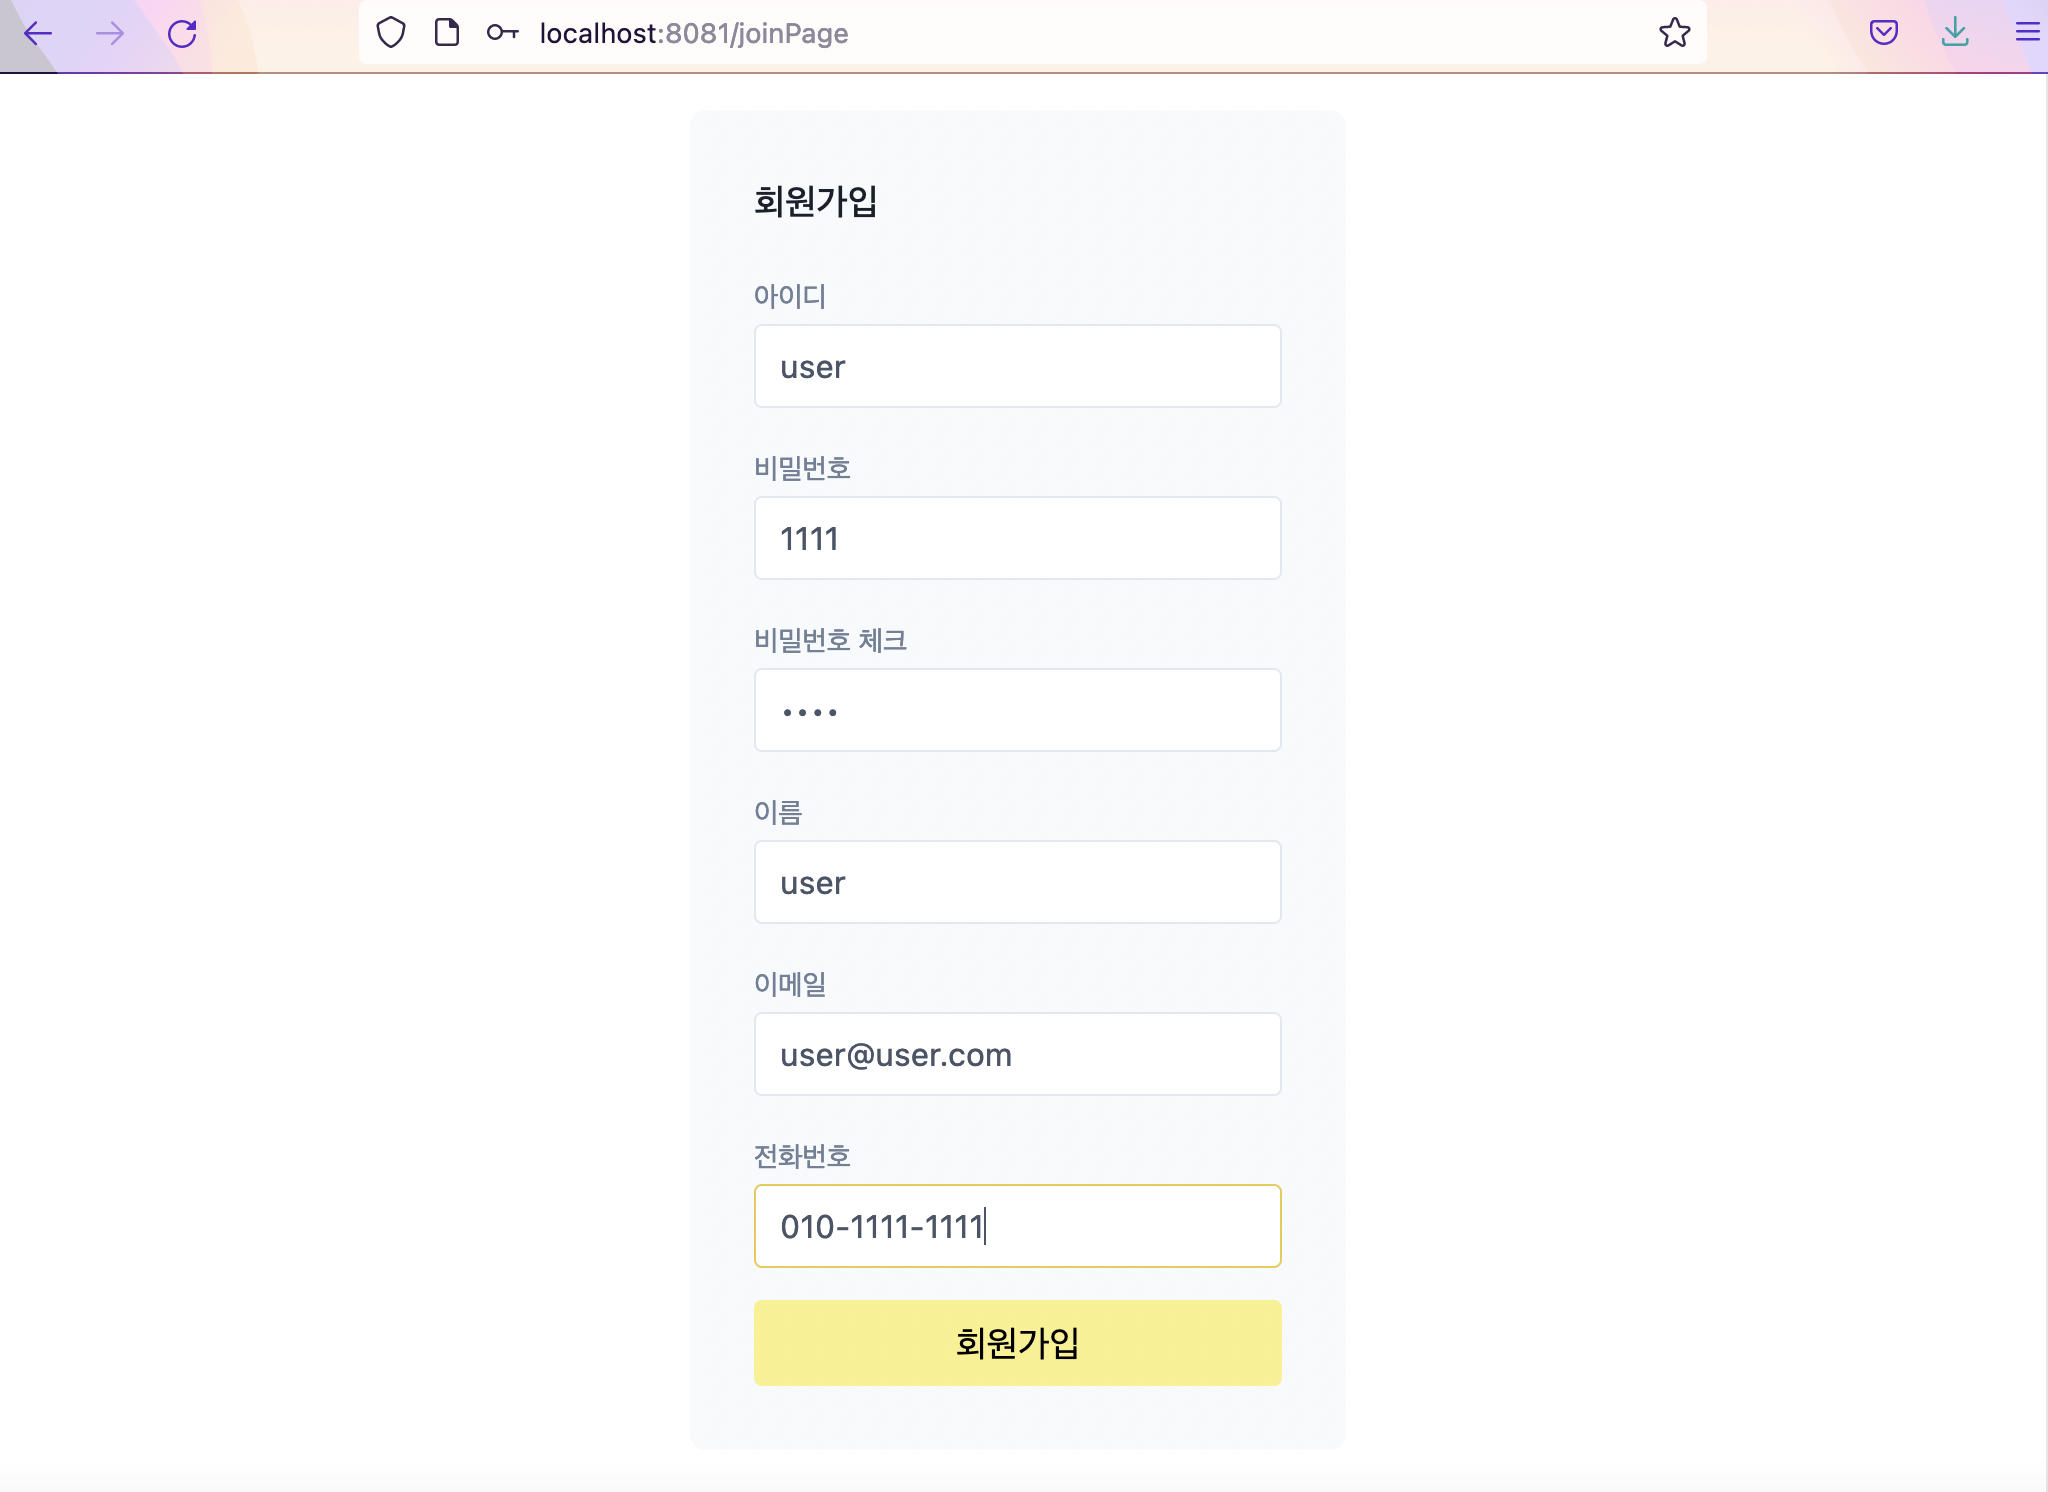 localhost:8081/joinPage
회원가입
아이디
user
비밀번호
1111
비밀번호 체크
••••
이름
user
이메일
user@user.com
전화번호
010-1111-1111
회원가입